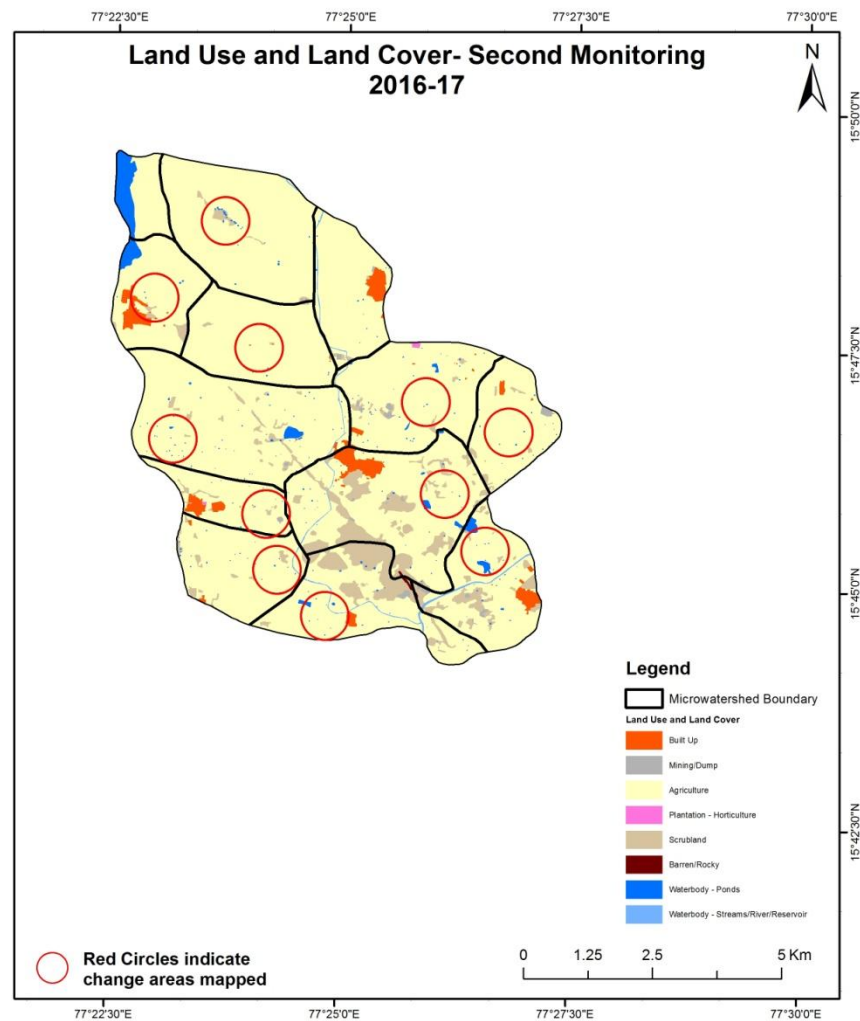 77°22'30"E
77°25'0"E
77°27'30"E
77°30'0"E
Land Use and Land Cover- Second Monitoring
2016-17
N
15°50'0"N
15°47'30"N
15°45'0"N
15°42'30"N
Legend
Microwatershed Boundary
Land Use and Land Cover
Built Up
Mining/Dump
Agriculture
Plantation - Horticulture
Scrubland
Barren/Rocky
Waterbody - Ponds
Waterbody - Streams/River/Reservoir
Red Circles indicate
change areas mapped
0
1.25
2.5
5 Km
77°22'30"E
77°25'0"E
77°27'30"E
77°30'0"E